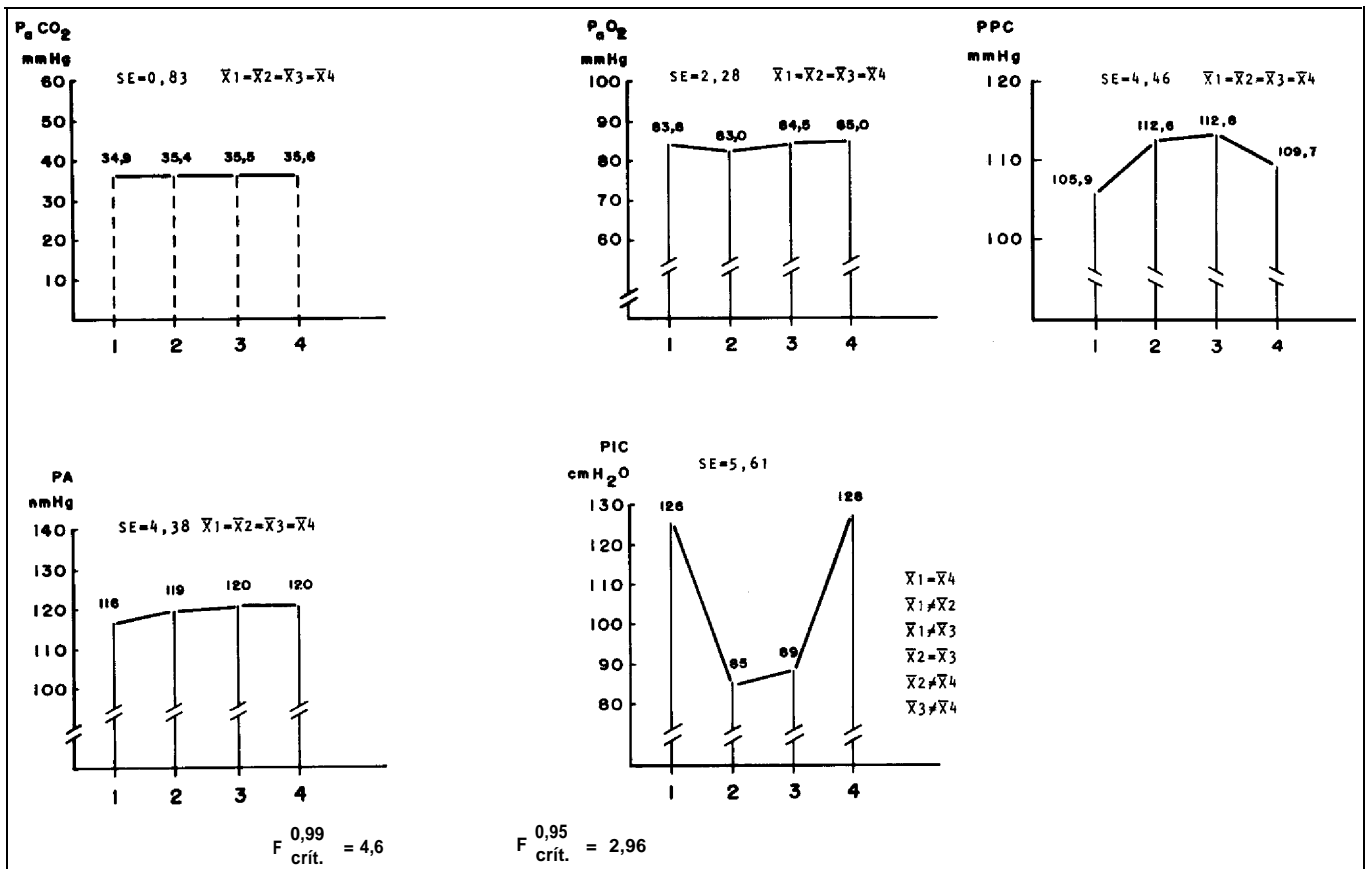 PaCO2
mmHg
SE=0,83 X̅1=X̅2=X̅3=X̅4
60
50
40
30
20
10
34,9 35,4 35,5 35,6
1 2 3 4
PaO2
mmHg
SE=2,28 X̅1=X̅2=X̅3=X̅4
100
90
80
70
60
83,8 83,0 84,5 85,0
1 2 3 4
PPC
mmHg
SE=4,46 X̅1=X̅2=X̅3=X̅4
120
110
100
105,9 112,6 112,8 109,7
1 2 3 4
PA
mmHg
SE=4,38 X̅1=X̅2=X̅3=X̅4
140
130
120
110
100
116 119 120 120
1 2 3 4
PIC
cmH2O
SE=5,61
130
120
110
100
90
80
126 85 89 128
1 2 3 4
X̅1=X̅4
X̅1≠X̅2
X̅1≠X̅3
X̅2=X̅3
X̅2≠X̅4
X̅3≠X̅4
F 0,99 crít. = 4,6
F 0,95 crít. = 2,96